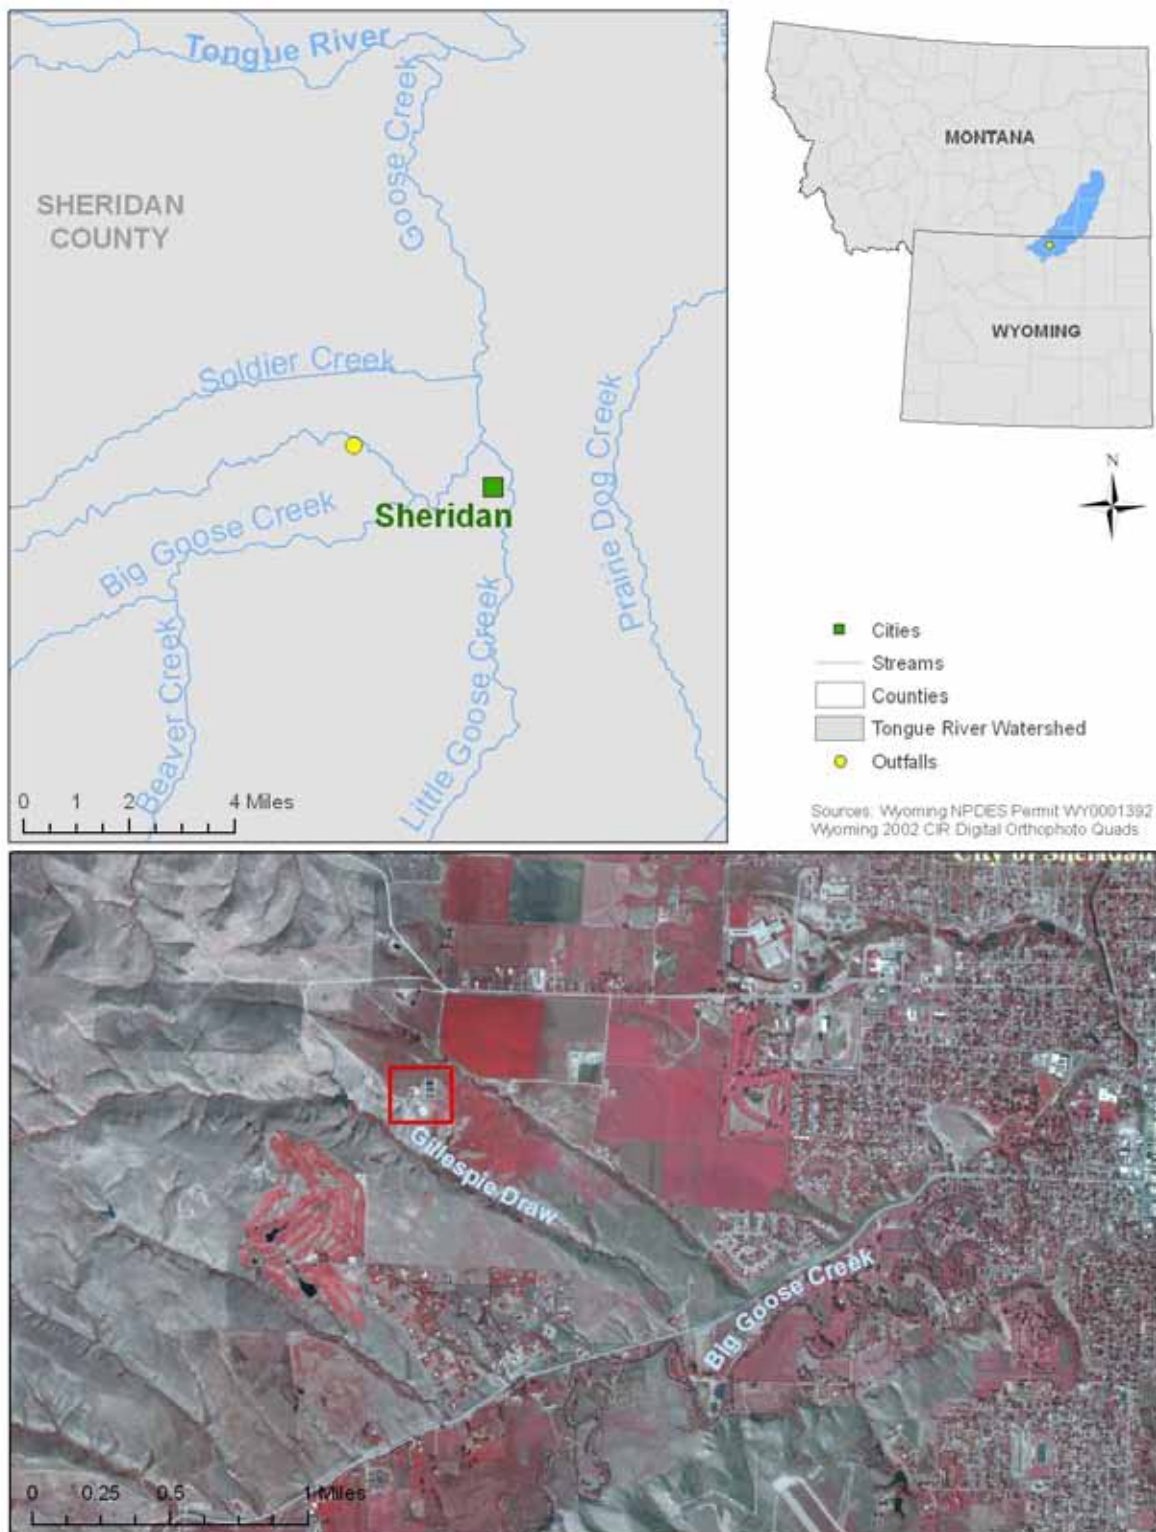 Tongue River
Goose Creek
SHERIDAN
COUNTY
Soldier Creek
Prairie Dog Creek
Sheridan
Big Goose Creek
Beaver Creek
Little Goose Creek
0 1 2 4 Miles
MONTANA
WYOMING
N
Cities
Streams
Counties
Tongue River Watershed
Outfalls
Sources: Wyoming NPDES Permit WY0001392
Wyoming 2002 CIR Digital Orthophoto Quads
City of Sheridan
Gillespie Draw
Big Goose Creek
0 0.25 0.5 1 Miles